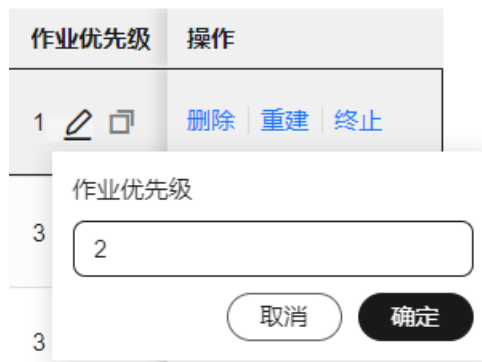 作业优先级 操作
1 删除 重建 终止
作业优先级
3
2
取消 确定
3